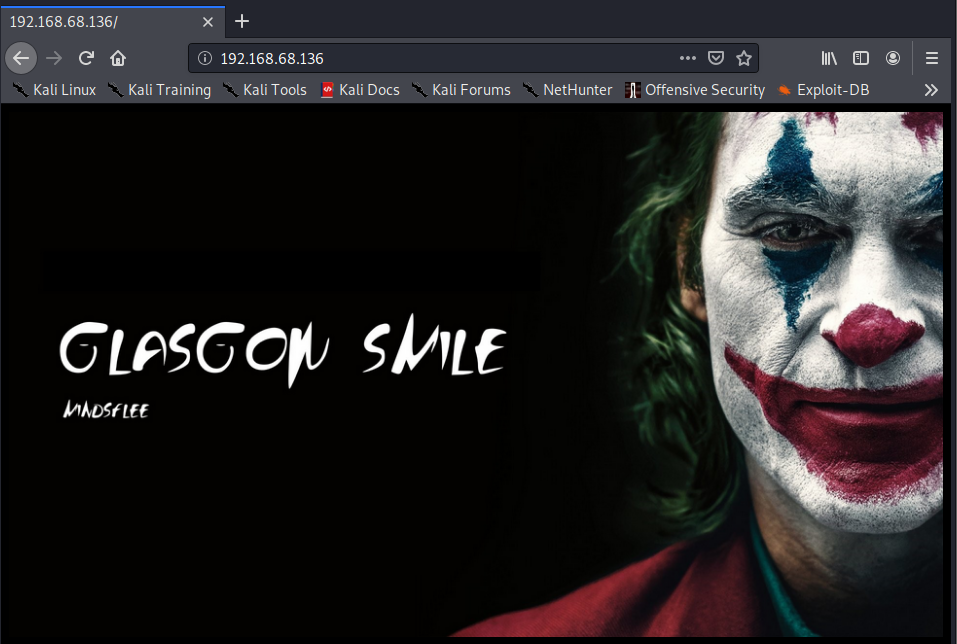 192.168.68.136/
192.168.68.136
Kali Linux Kali Training Kali Tools Kali Docs Kali Forums NetHunter Offensive Security Exploit-DB
GLASGOW SMILE
MINDSFLEE